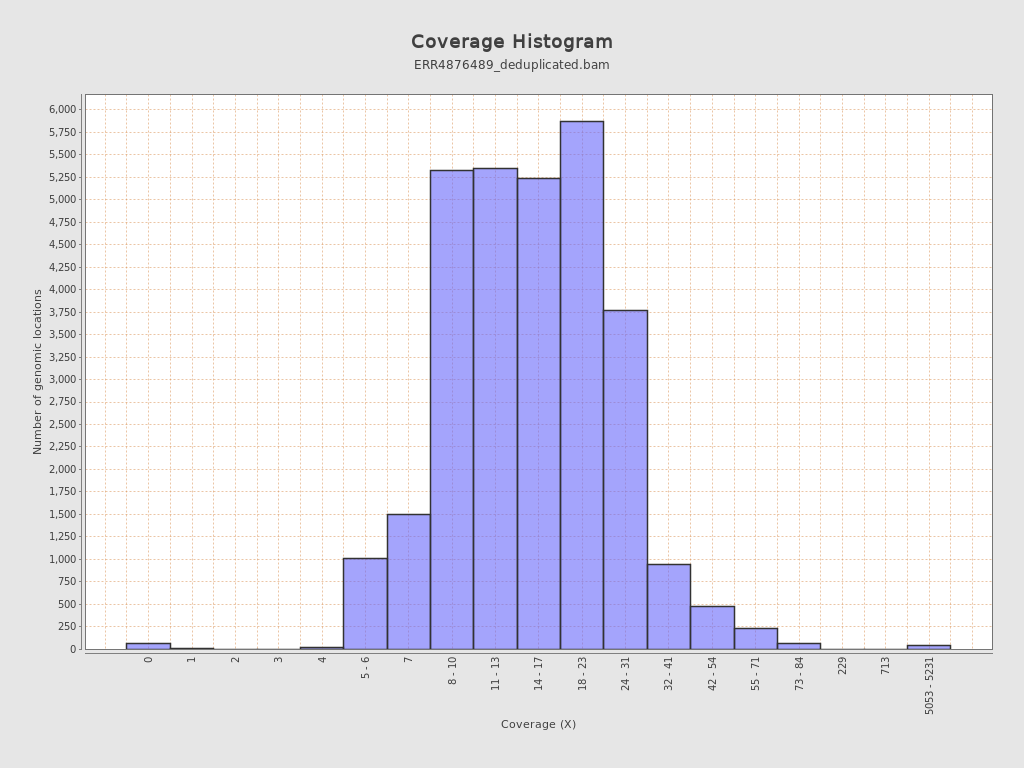 Coverage Histogram
ERR4876489_deduplicated.bam
Number of genomic locations
6,000
5,750
5,500
5,250
5,000
4,750
4,500
4,250
4,000
3,750
3,500
3,250
3,000
2,750
2,500
2,250
2,000
1,750
1,500
1,250
1,000
750
500
250
0
0
1
2
3
4
5 - 6
7
8 - 10
11 - 13
14 - 17
18 - 23
24 - 31
32 - 41
42 - 54
55 - 71
73 - 84
229
713
5053 - 5231
Coverage (X)